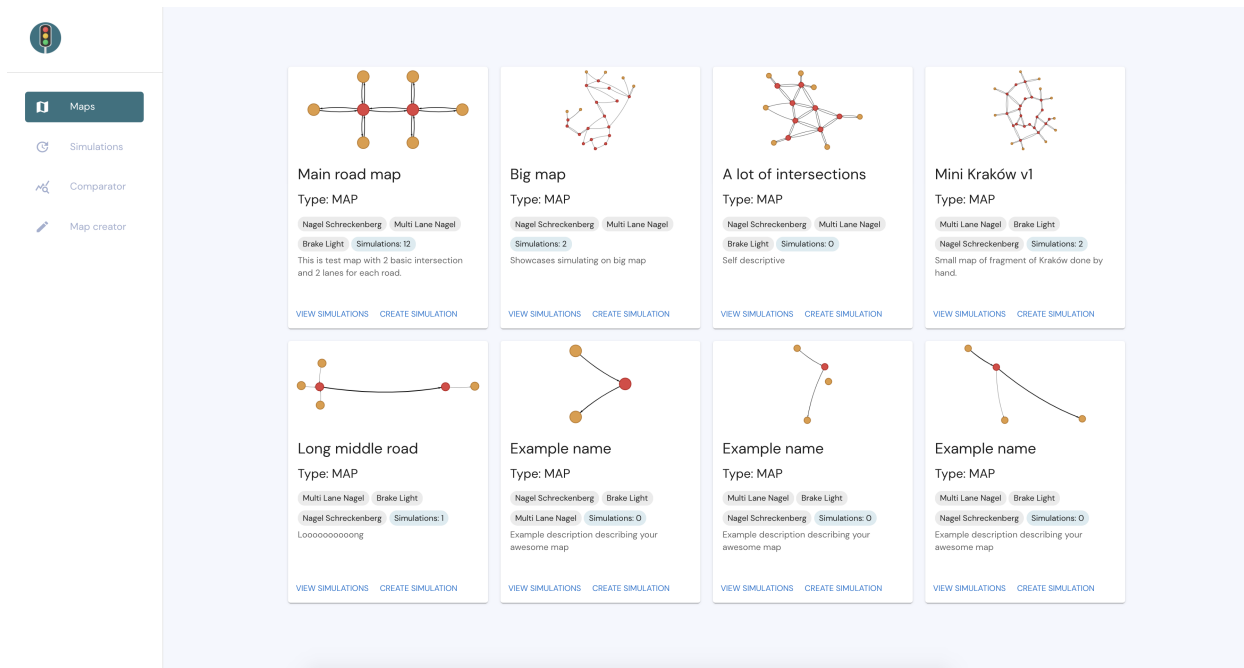 Maps
Simulations
Comparator
Map creator
Main road map
Type: MAP
Nagel Schreckenberg Multi Lane Nagel
Brake Light Simulations: 12
This is test map with 2 basic intersection
and 2 lanes for each road.
VIEW SIMULATIONS CREATE SIMULATION
Big map
Type: MAP
Nagel Schreckenberg Multi Lane Nagel
Simulations: 2
Showcases simulating on big map
VIEW SIMULATIONS CREATE SIMULATION
A lot of intersections
Type: MAP
Nagel Schreckenberg Multi Lane Nagel
Brake Light Simulations: 0
Self descriptive
VIEW SIMULATIONS CREATE SIMULATION
Mini Kraków v1
Type: MAP
Multi Lane Nagel Brake Light
Nagel Schreckenberg Simulations: 2
Small map of fragment of Kraków done by
hand.
VIEW SIMULATIONS CREATE SIMULATION
Long middle road
Type: MAP
Multi Lane Nagel Brake Light
Nagel Schreckenberg Simulations: 1
Loooooooooong
VIEW SIMULATIONS CREATE SIMULATION
Example name
Type: MAP
Nagel Schreckenberg Brake Light
Multi Lane Nagel Simulations: 0
Example description describing your
awesome map
VIEW SIMULATIONS CREATE SIMULATION
Example name
Type: MAP
Multi Lane Nagel Brake Light
Nagel Schreckenberg Simulations: 0
Example description describing your
awesome map
VIEW SIMULATIONS CREATE SIMULATION
Example name
Type: MAP
Multi Lane Nagel Brake Light
Nagel Schreckenberg Simulations: 0
Example description describing your
awesome map
VIEW SIMULATIONS CREATE SIMULATION